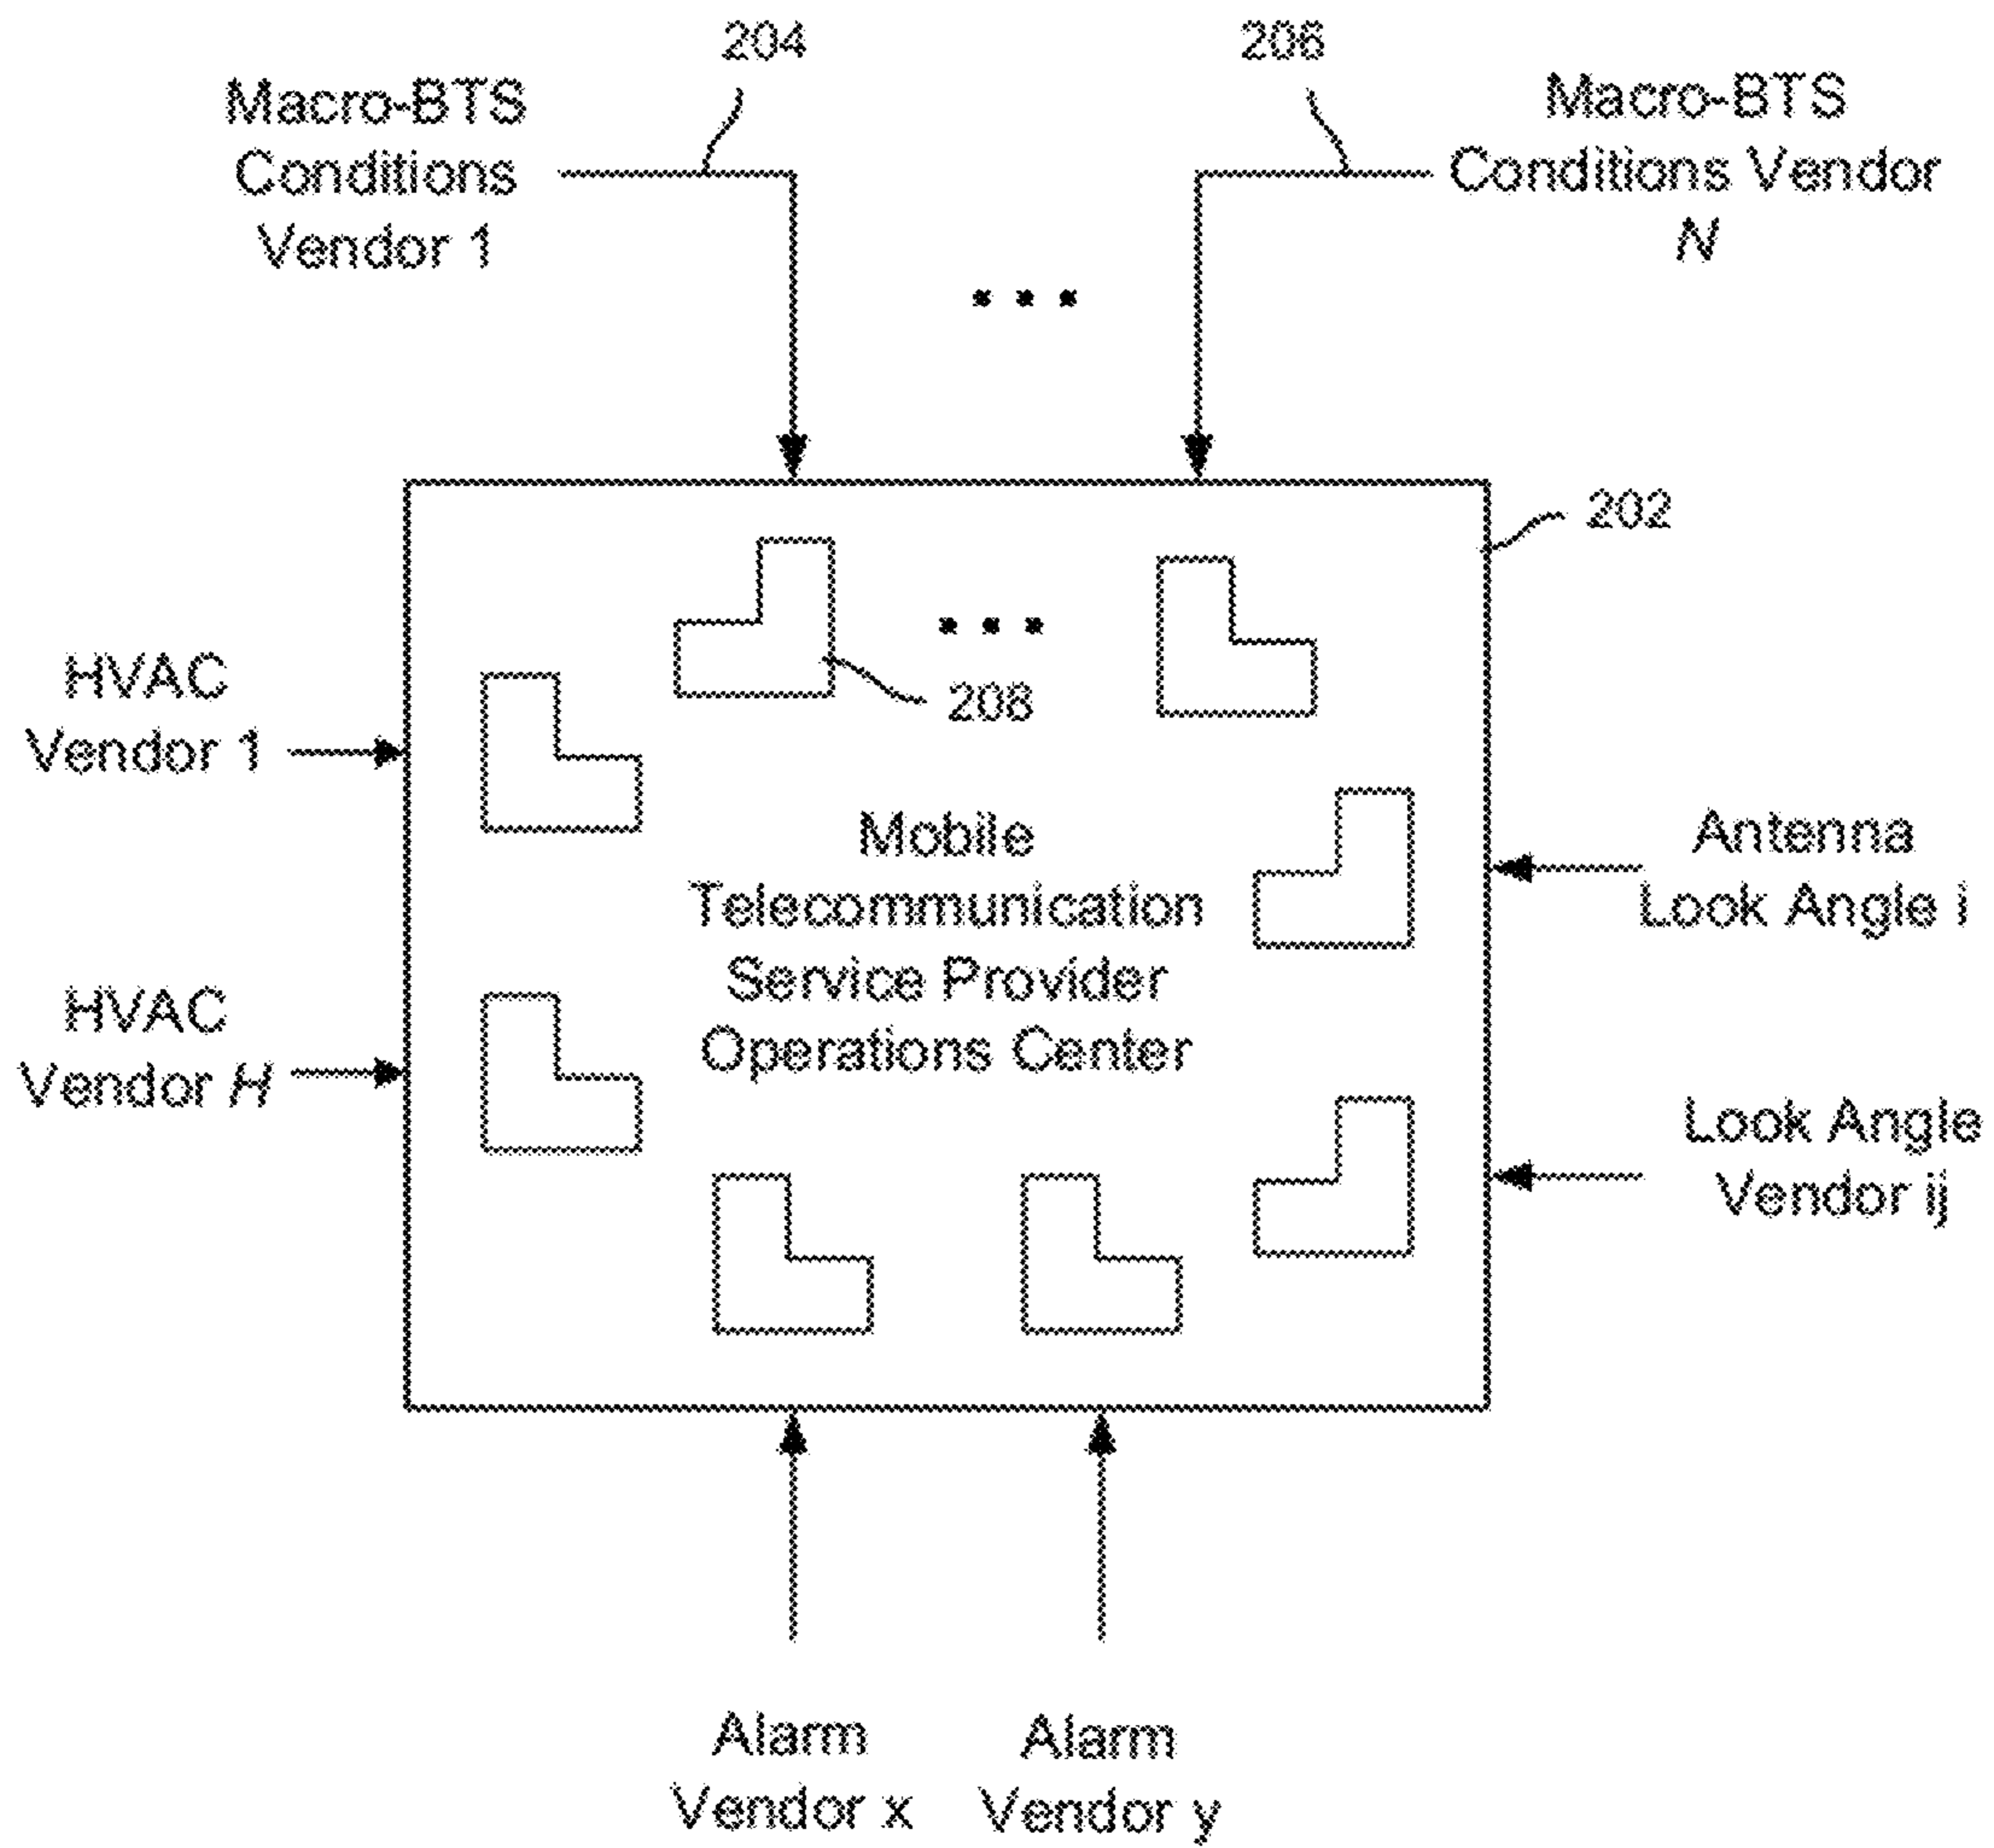 204
206
Macro-BTS
Conditions
Vendor 1
Macro-BTS
Conditions Vendor
N
202
208
HVAC
Vendor 1
HVAC
Vendor H
Mobile
Telecommunication
Service Provider
Operations Center
Antenna
Look Angle i
Look Angle
Vendor ij
Alarm
Vendor x
Alarm
Vendor y